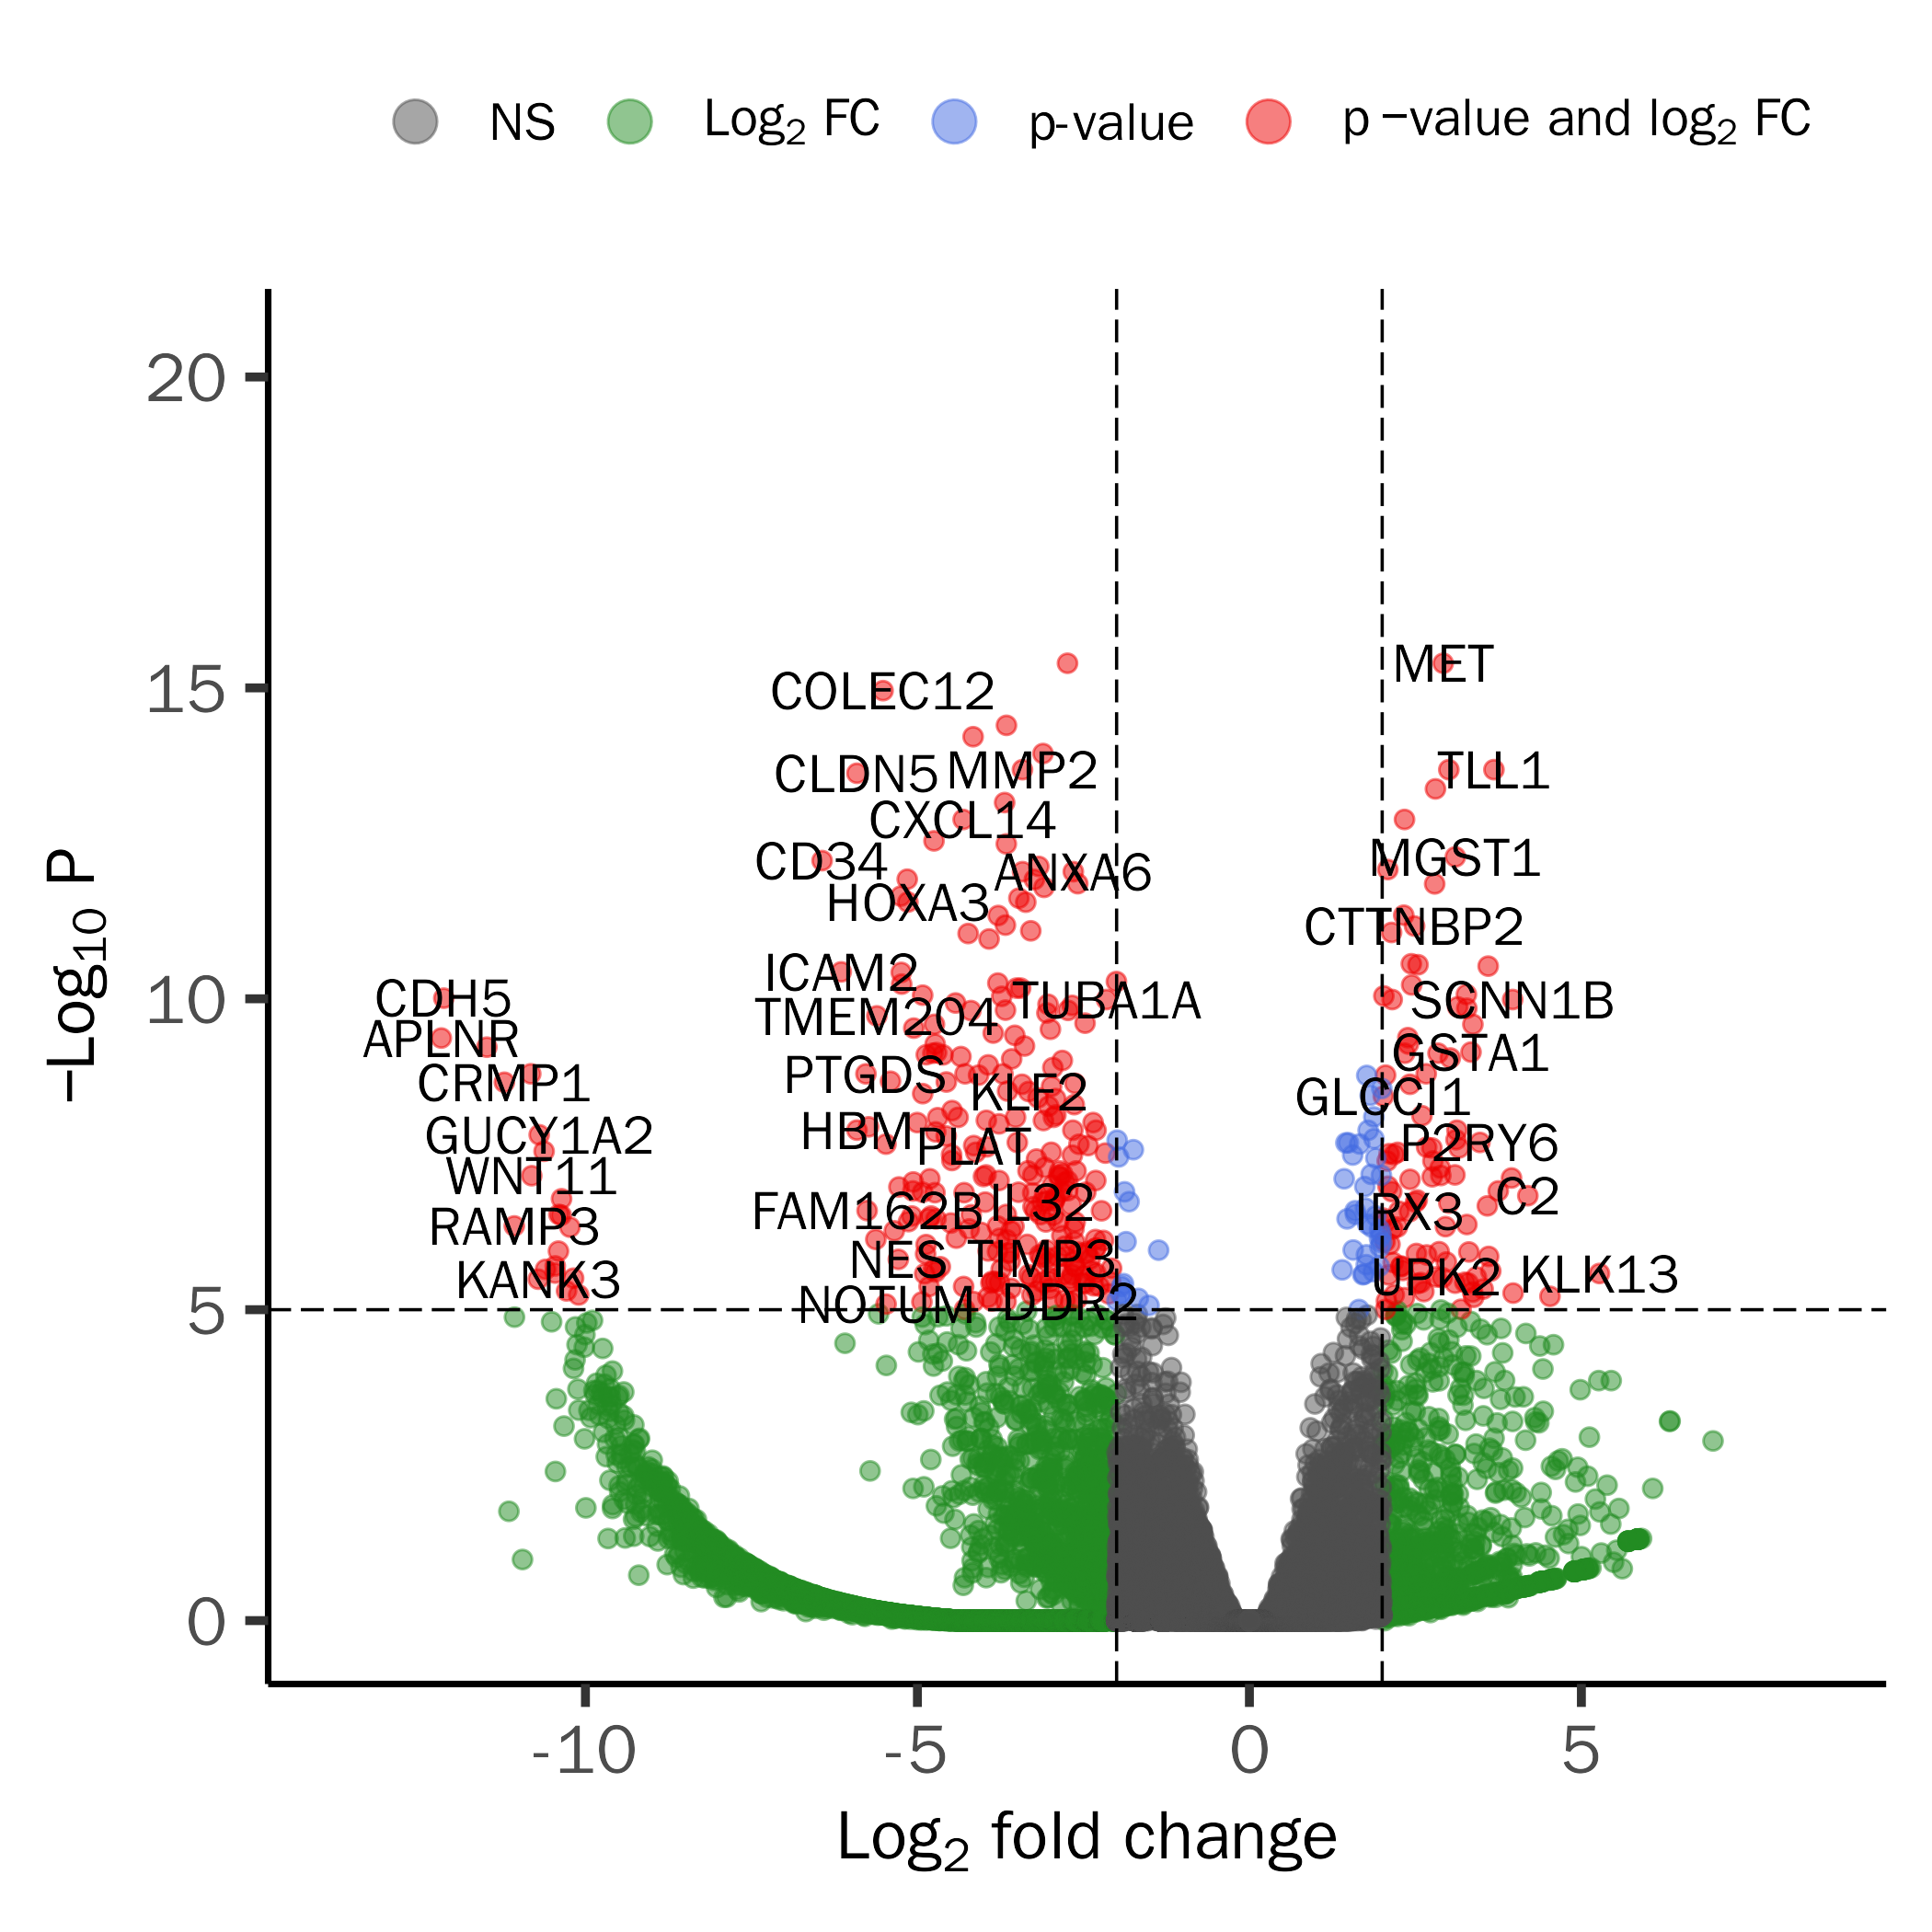 NS Log₂ FC p-value p −value and log₂ FC
−Log₁₀ P
20
15
10
5
0
MET
COLEC12
TLL1
CLDN5 MMP2
CXCL14
MGST1
CD34
ANXA6
HOXA3
CTTNBP2
ICAM2
CDH5
TUBA1A
SCNN1B
TMEM204
APLNR
GSTA1
PTGDS
CRMP1
KLF2
GLCCI1
HBM
GUCY1A2
PLAT
P2RY6
WNT11
IL32
C2
FAM162B
IRX3
RAMP3
NES
TIMP3
KANK3
UPK2
KLK13
NOTUM
DDR2
-10 -5 0 5
Log₂ fold change